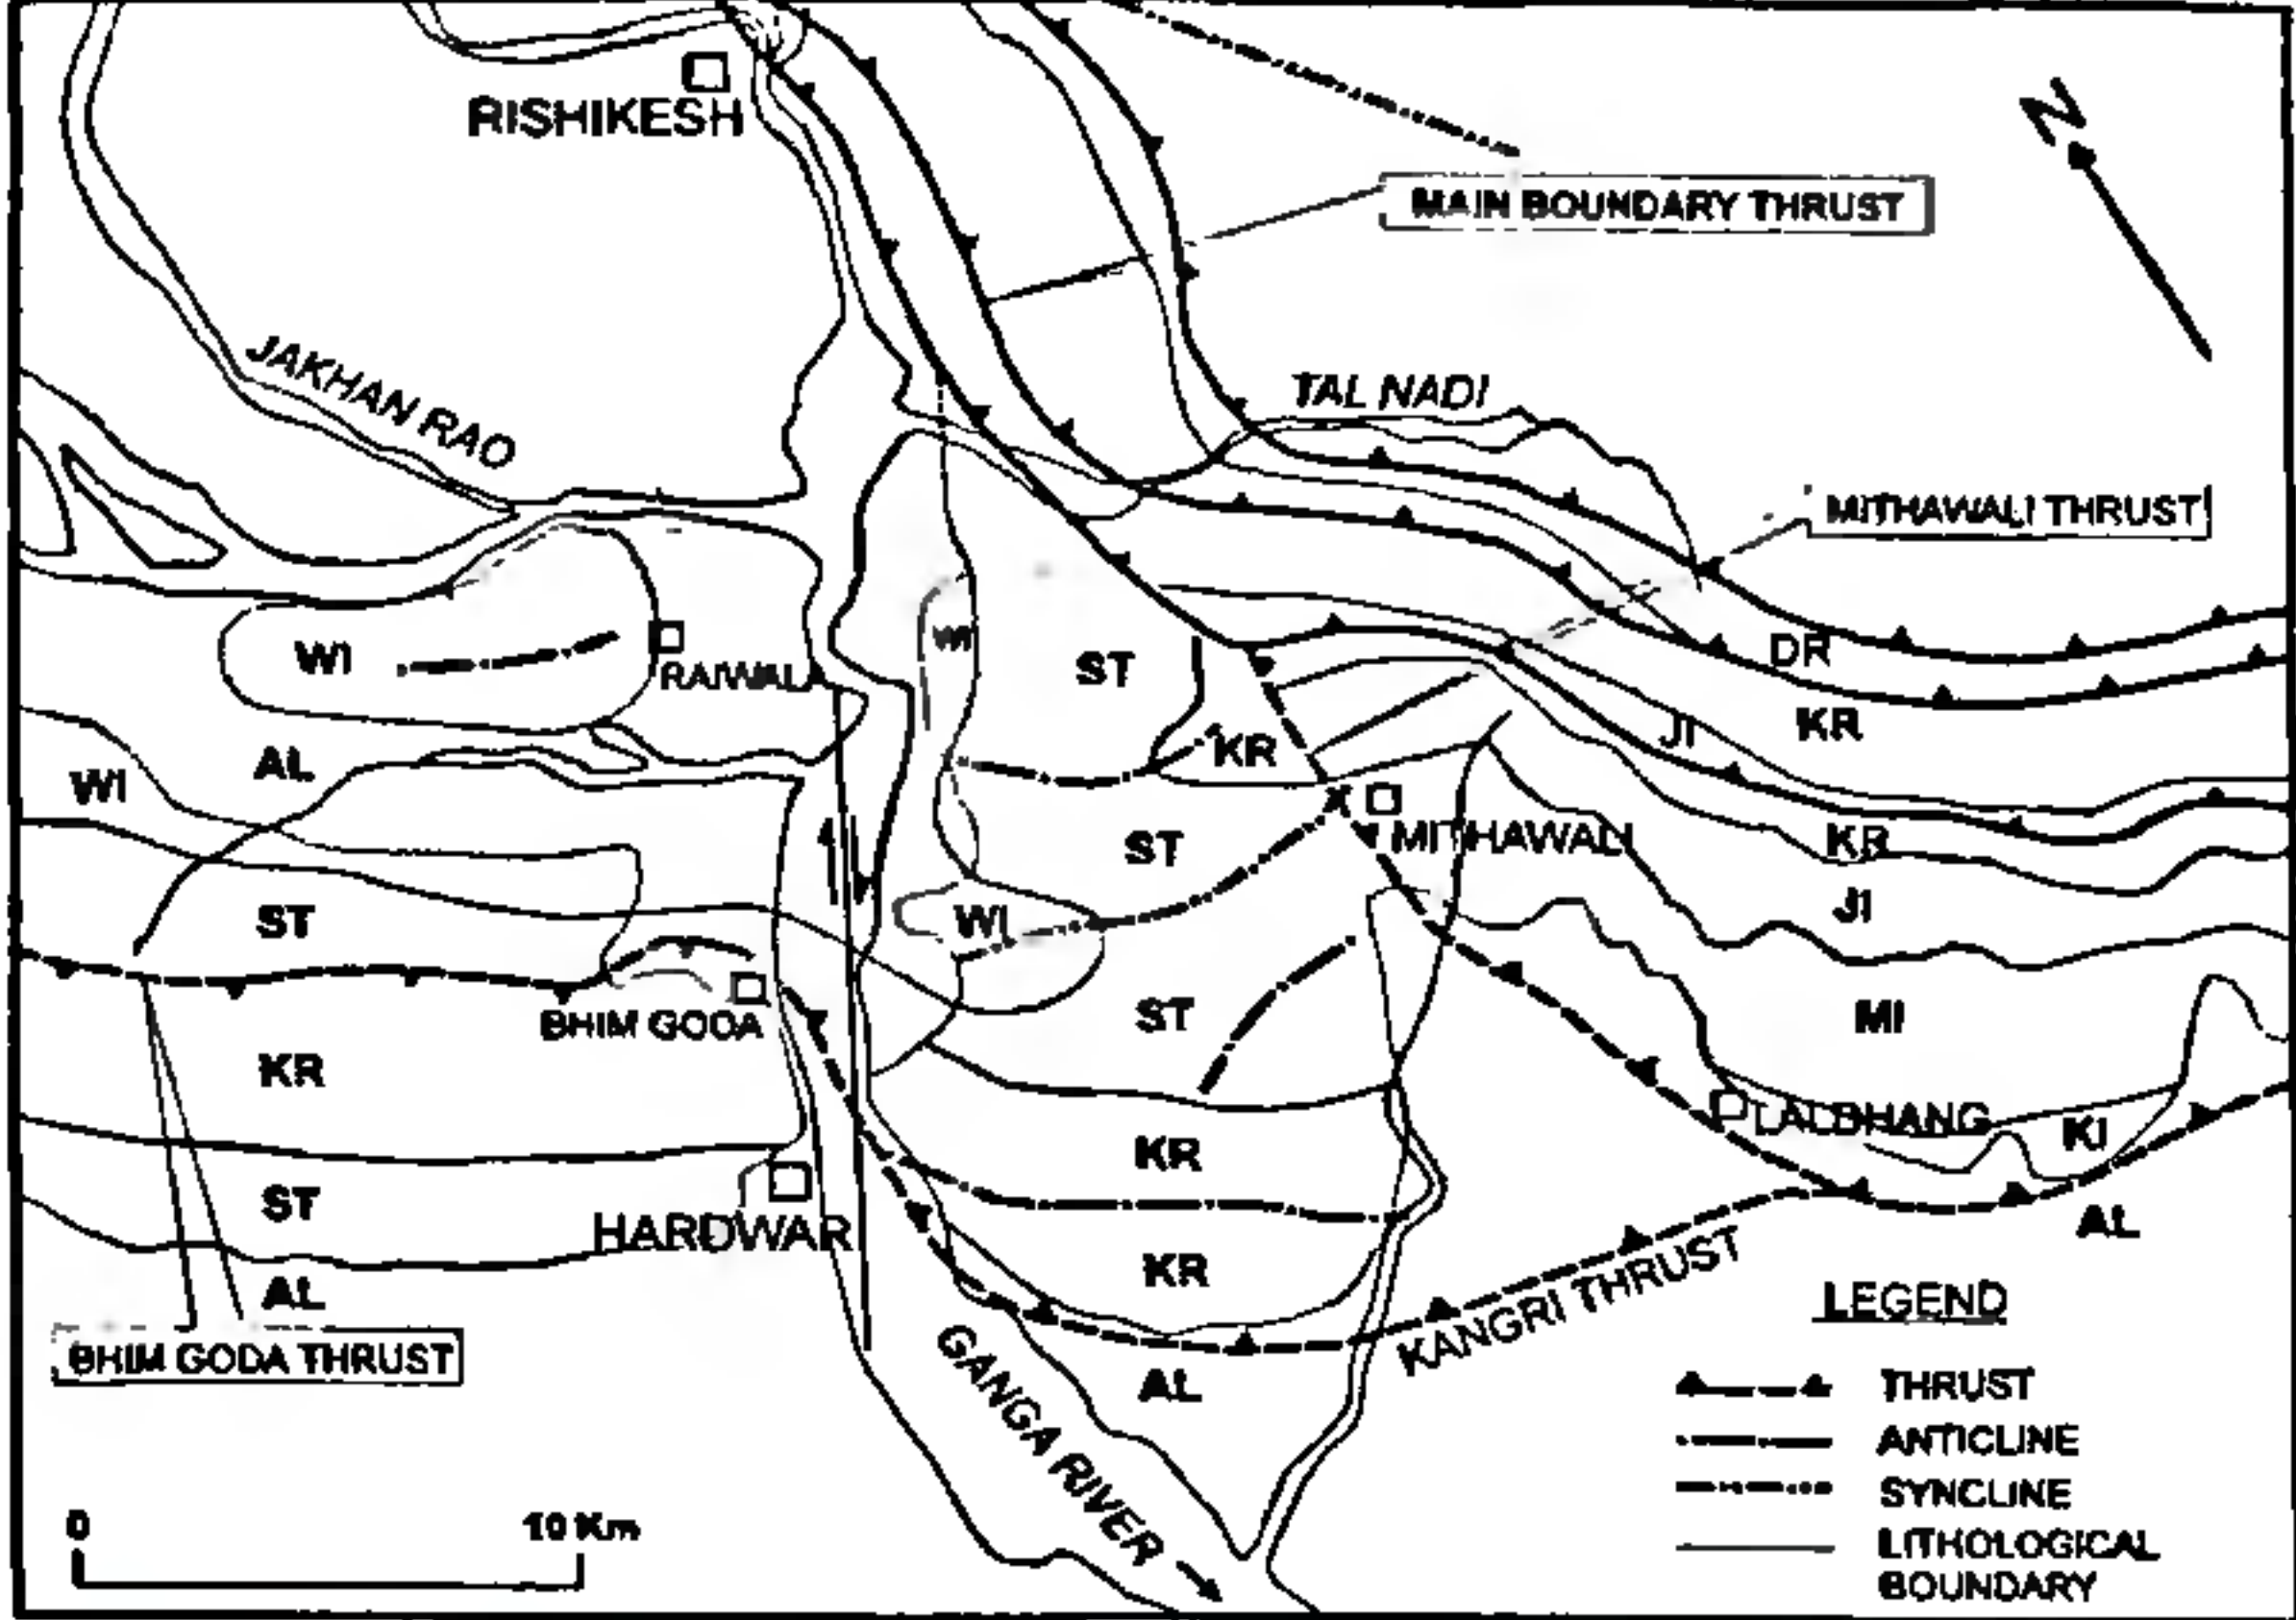 RISHIKESH
N
MAIN BOUNDARY THRUST
JAKHAN RAO
TAL NADI
MITHAWALI THRUST
WI
RAIWALA
WI
ST
DR
KR
JI
KR
AL
WI
MITHAWALI
KR
ST
JI
ST
WI
ST
MI
BHIM GODA
KR
LALDHANG
KI
KR
ST
HARDWAR
AL
KR
AL
KANGRI THRUST
BHIM GODA THRUST
GANGA RIVER
AL
LEGEND
THRUST
ANTICLINE
SYNCLINE
LITHOLOGICAL
BOUNDARY
0 10 Km